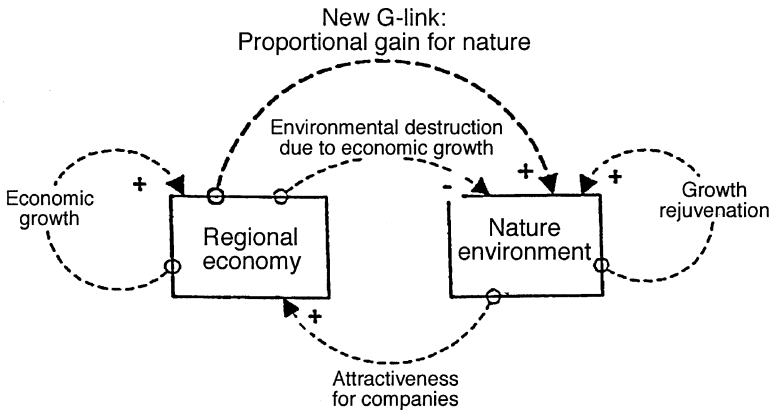 New G-link:
Proportional gain for nature
Environmental destruction
due to economic growth
+
+
-
+
Economic
growth
Growth
rejuvenation
Regional
economy
Nature
environment
+
Attractiveness
for companies